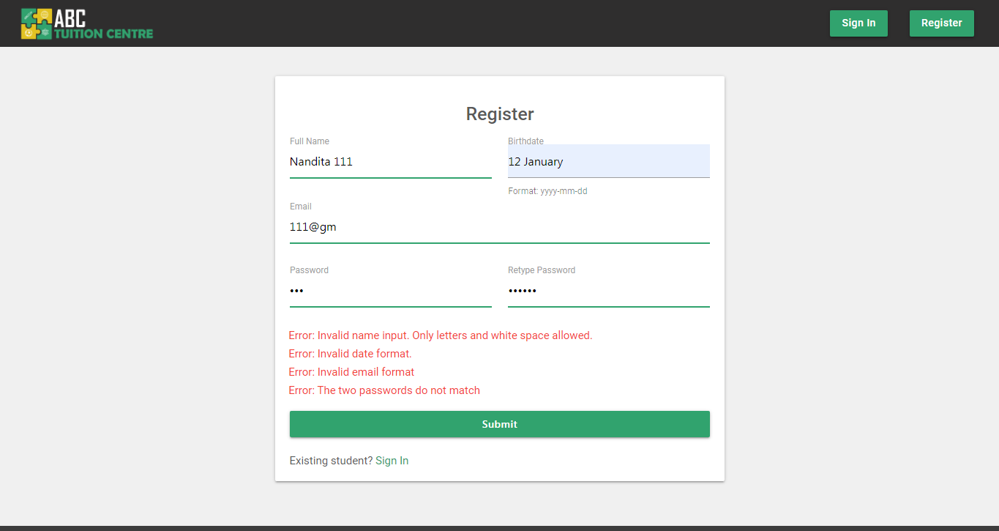 ABC
TUITION CENTRE
Sign In
Register
Register
Full Name
Birthdate
Nandita 111
12 January
Format: yyyy-mm-dd
Email
111@gm
Password
Retype Password
•••
••••••
Error: Invalid name input. Only letters and white space allowed.
Error: Invalid date format.
Error: Invalid email format
Error: The two passwords do not match
Submit
Existing student? Sign In